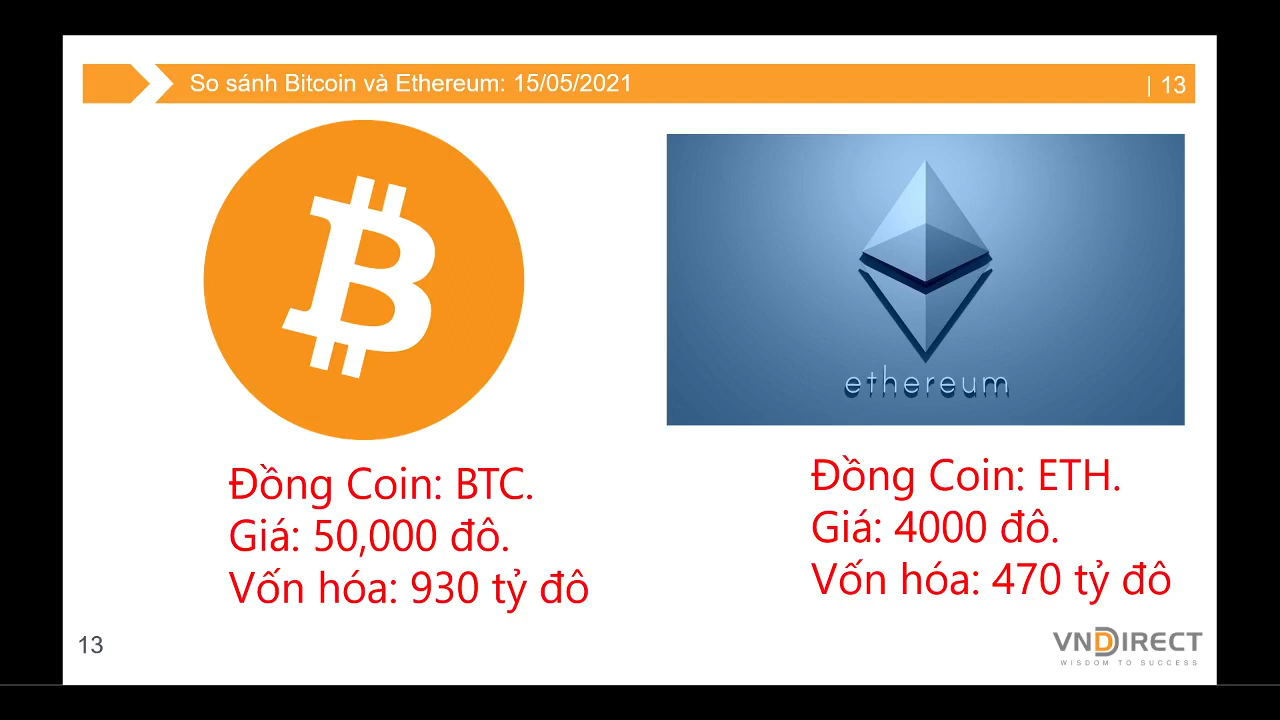 So sánh Bitcoin và Ethereum: 15/05/2021
| 13
ethereum
Đồng Coin: BTC.
Giá: 50,000 đô.
Vốn hóa: 930 tỷ đô
Đồng Coin: ETH.
Giá: 4000 đô.
Vốn hóa: 470 tỷ đô
13
VNDIRECT
WISDOM TO SUCCESS